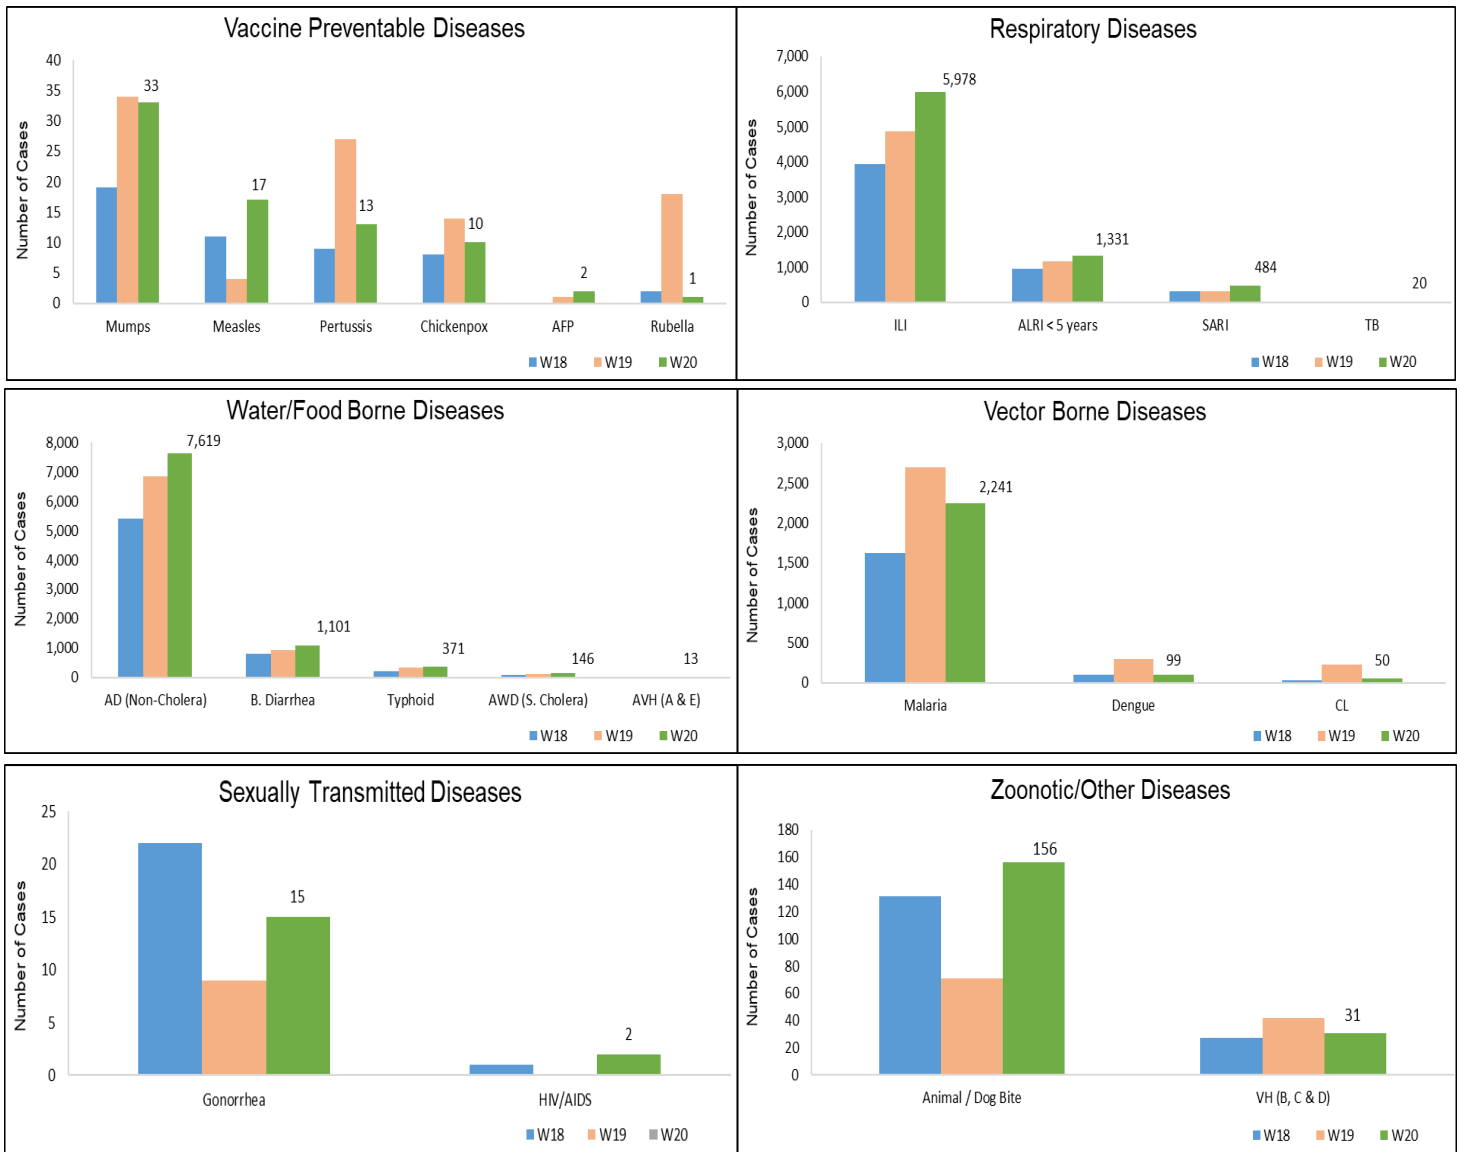 Vaccine Preventable Diseases
Number of Cases
40
35
30
25
20
15
10
5
0
33
17
13
10
2
1
Mumps Measles Pertussis Chickenpox AFP Rubella
W18 W19 W20
Respiratory Diseases
Number of Cases
7,000
6,000
5,000
4,000
3,000
2,000
1,000
0
5,978
1,331
484
20
ILI ALRI < 5 years SARI TB
W18 W19 W20
Water/Food Borne Diseases
Number of Cases
8,000
7,000
6,000
5,000
4,000
3,000
2,000
1,000
0
7,619
1,101
371
146
13
AD (Non-Cholera) B. Diarrhea Typhoid AWD (S. Cholera) AVH (A & E)
W18 W19 W20
Vector Borne Diseases
Number of Cases
3,000
2,500
2,000
1,500
1,000
500
0
2,241
99
50
Malaria Dengue CL
W18 W19 W20
Sexually Transmitted Diseases
Number of Cases
25
20
15
10
5
0
15
2
Gonorrhea HIV/AIDS
W18 W19 W20
Zoonotic/Other Diseases
Number of Cases
180
160
140
120
100
80
60
40
20
0
156
31
Animal / Dog Bite VH (B, C & D)
W18 W19 W20